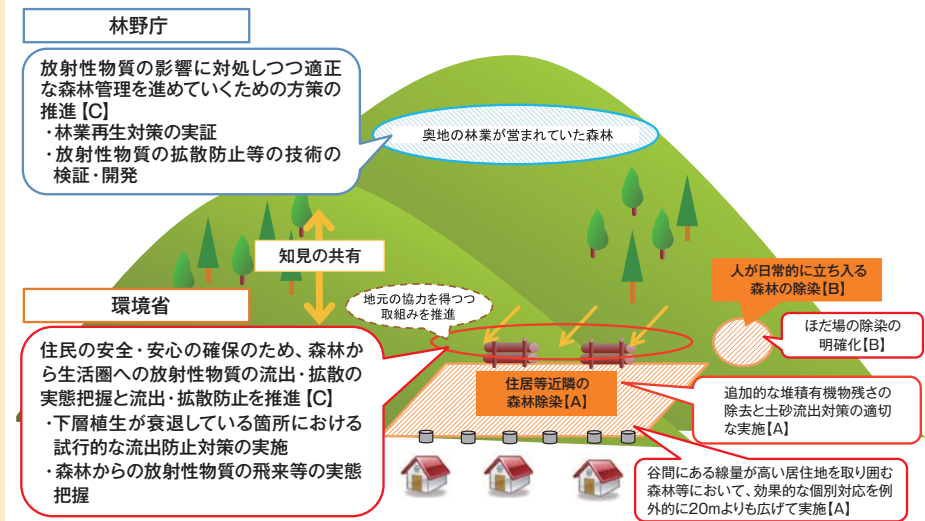 林野庁
放射性物質の影響に対処しつつ適正
な森林管理を進めていくための方策の
推進【C】
・林業再生対策の実証
・放射性物質の拡散防止等の技術の
検証・開発
奥地の林業が営まれていた森林
知見の共有
環境省
地元の協力を得つつ
取組みを推進
住民の安全・安心の確保のため、森林か
ら生活圏への放射性物質の流出・拡散の
実態把握と流出・拡散防止を推進【C】
・下層植生が衰退している箇所における
試行的な流出防止対策の実施
・森林からの放射性物質の飛来等の実態
把握
人が日常的に立ち入る
森林の除染【B】
ほだ場の除染の
明確化【B】
住居等近隣の
森林除染【A】
追加的な堆積有機物残さの
除去と土砂流出対策の適切
な実施【A】
谷間にある線量が高い居住地を取り囲む
森林等において、効果的な個別対応を例
外的に20mよりも広げて実施【A】